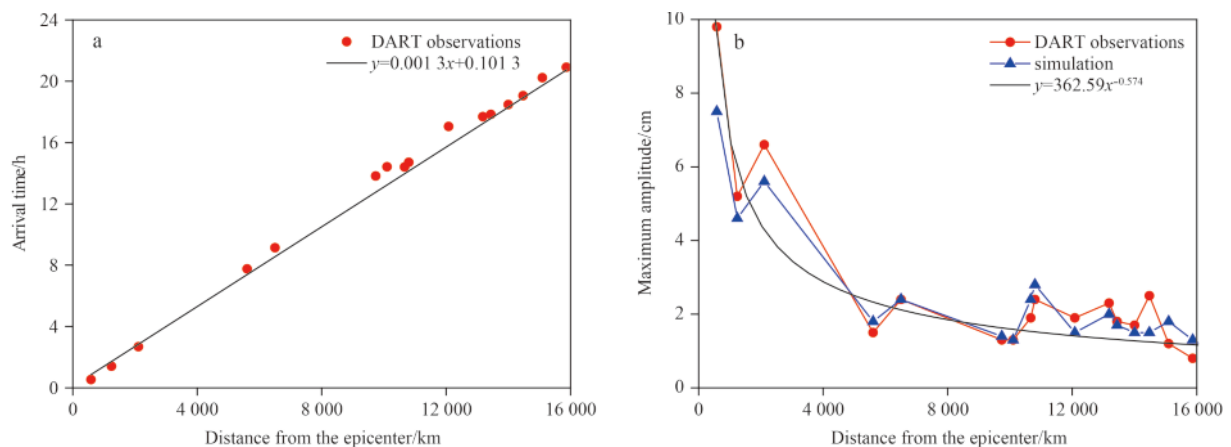 a
DART observations
y=0.001 3x+0.101 3
24
20
16
12
8
4
0
0
4 000
8 000
12 000
16 000
Arrival time/h
Distance from the epicenter/km
b
DART observations
simulation
y=362.59x^-0.574
10
8
6
4
2
0
0
4 000
8 000
12 000
16 000
Maximum amplitude/cm
Distance from the epicenter/km